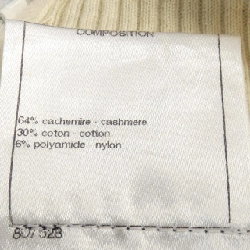 COMPOSITION
64% cachemire - cashmere
30% coton - cotton
6% polyamide - nylon